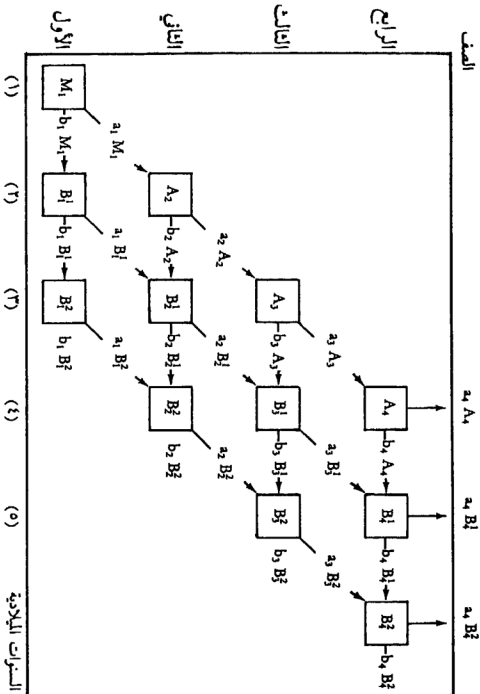 الصف
a₄ A₄ a₄ B₄¹ a₄ B₄²
الرابع A₄ b₄ A₄ B₄¹ b₄ B₄¹ B₄² b₄ B₄²
a₃ A₃ a₃ B₃¹ a₃ B₃²
الثالث A₃ b₃ A₃ B₃¹ b₃ B₃¹ B₃² b₃ B₃²
a₂ A₂ a₂ B₂¹ a₂ B₂²
الثاني A₂ b₂ A₂ B₂¹ b₂ B₂¹ B₂² b₂ B₂²
a₁ M₁ a₁ B₁¹ a₁ B₁²
الأول M₁ b₁ M₁ B₁¹ b₁ B₁¹ B₁² b₁ B₁²
(١) (٢) (٣) (٤) (٥) السنوات الميلادية